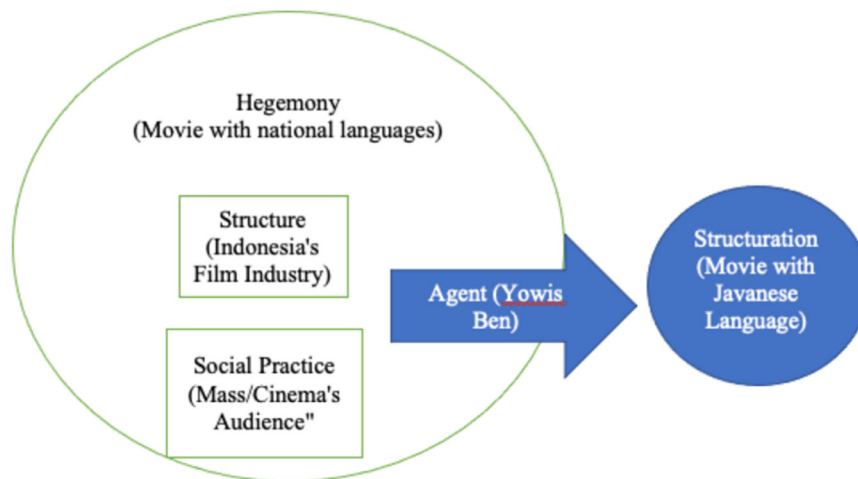 Hegemony
(Movie with national languages)
Structure
(Indonesia's
Film Industry)
Social Practice
(Mass/Cinema's
Audience"
Agent (Yowis
Ben)
Structuration
(Movie with
Javanese
Language)